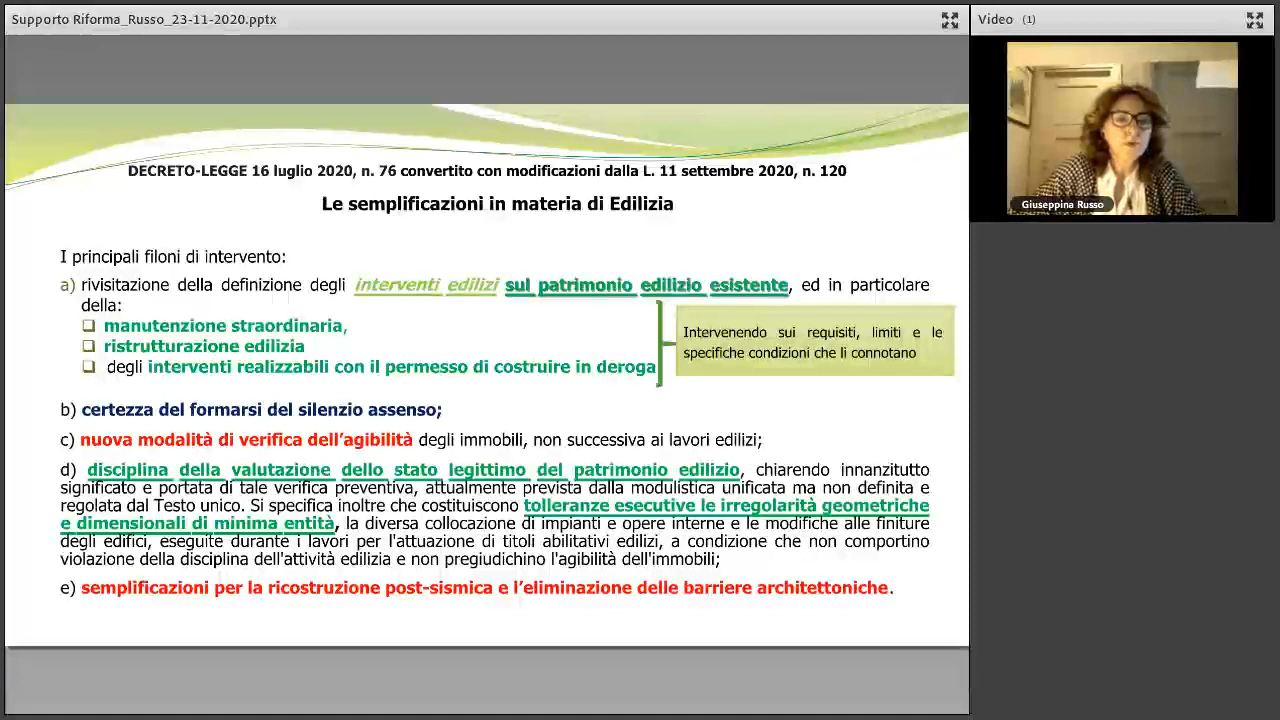 Supporto Riforma_Russo_23-11-2020.pptx
Video (1)
Giuseppina Russo
DECRETO-LEGGE 16 luglio 2020, n. 76 convertito con modificazioni dalla L. 11 settembre 2020, n. 120
Le semplificazioni in materia di Edilizia
I principali filoni di intervento:
a) rivisitazione della definizione degli interventi edilizi sul patrimonio edilizio esistente, ed in particolare
della:
manutenzione straordinaria,
ristrutturazione edilizia
degli interventi realizzabili con il permesso di costruire in deroga
Intervenendo sui requisiti, limiti e le
specifiche condizioni che li connotano
b) certezza del formarsi del silenzio assenso;
c) nuova modalità di verifica dell'agibilità degli immobili, non successiva ai lavori edilizi;
d) disciplina della valutazione dello stato legittimo del patrimonio edilizio, chiarendo innanzitutto
significato e portata di tale verifica preventiva, attualmente prevista dalla modulistica unificata ma non definita e
regolata dal Testo unico. Si specifica inoltre che costituiscono tolleranze esecutive le irregolarità geometriche
e dimensionali di minima entità, la diversa collocazione di impianti e opere interne e le modifiche alle finiture
degli edifici, eseguite durante i lavori per l'attuazione di titoli abilitativi edilizi, a condizione che non comportino
violazione della disciplina dell'attività edilizia e non pregiudichino l'agibilità dell'immobili;
e) semplificazioni per la ricostruzione post-sismica e l'eliminazione delle barriere architettoniche.